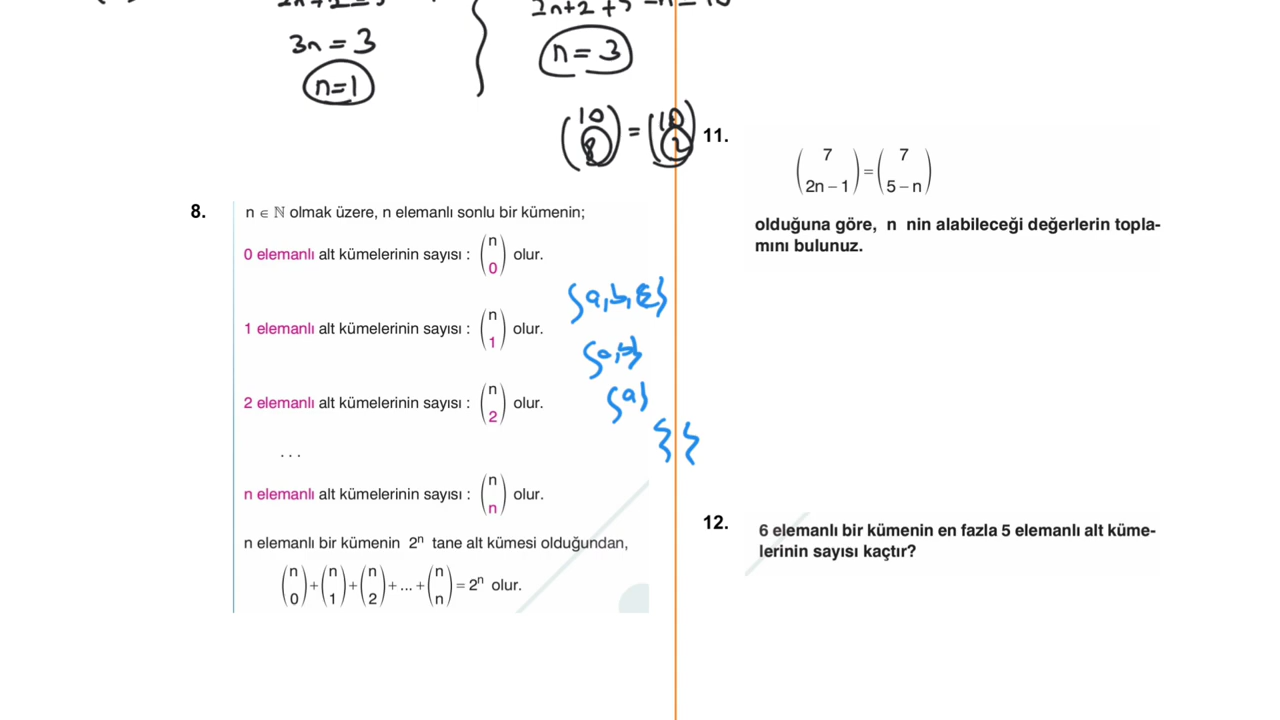 3n = 3
n=1
2n+2+5-n=10
n = 3
(10 8) = (10 2)
8.
n ∈ ℕ olmak üzere, n elemanlı sonlu bir kümenin;
0 elemanlı alt kümelerinin sayısı : (n 0) olur.
1 elemanlı alt kümelerinin sayısı : (n 1) olur.
2 elemanlı alt kümelerinin sayısı : (n 2) olur.
...
n elemanlı alt kümelerinin sayısı : (n n) olur.
n elemanlı bir kümenin 2ⁿ tane alt kümesi olduğundan,
(n 0) + (n 1) + (n 2) + ... + (n n) = 2ⁿ olur.
{a,b,c}
{a,b}
{a}
{ }
11.
(7 2n – 1) = (7 5 – n)
olduğuna göre, n nin alabileceği değerlerin topla-
mını bulunuz.
12.
6 elemanlı bir kümenin en fazla 5 elemanlı alt küme-
lerinin sayısı kaçtır?